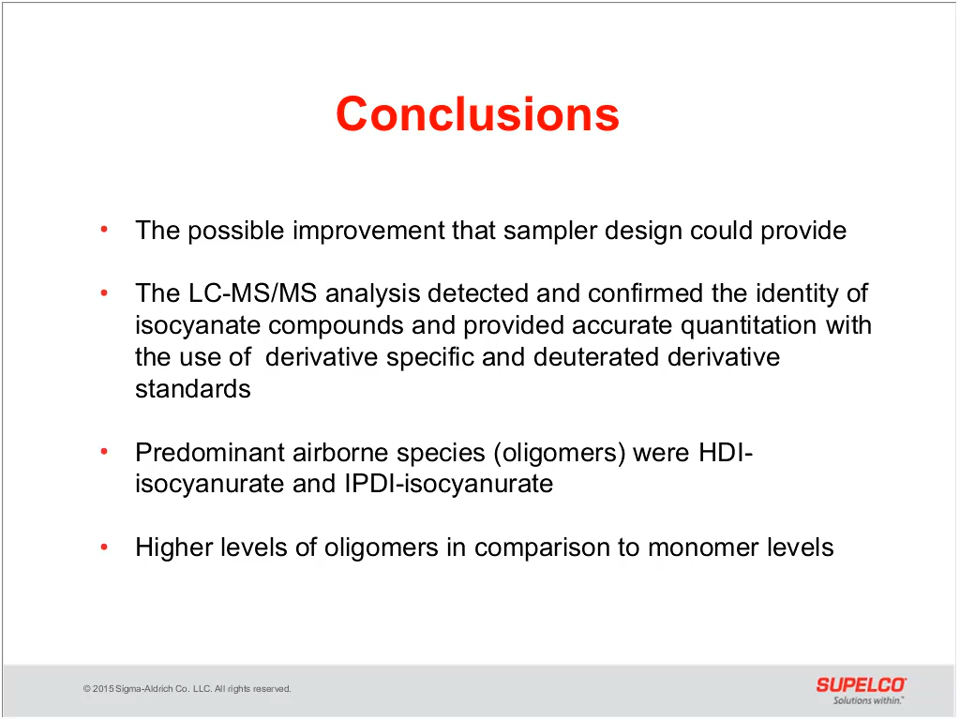 Conclusions
• The possible improvement that sampler design could provide
• The LC-MS/MS analysis detected and confirmed the identity of
isocyanate compounds and provided accurate quantitation with
the use of  derivative specific and deuterated derivative
standards
• Predominant airborne species (oligomers) were HDI-
isocyanurate and IPDI-isocyanurate
• Higher levels of oligomers in comparison to monomer levels
© 2015 Sigma-Aldrich Co. LLC. All rights reserved.
SUPELCO
Solutions within.™